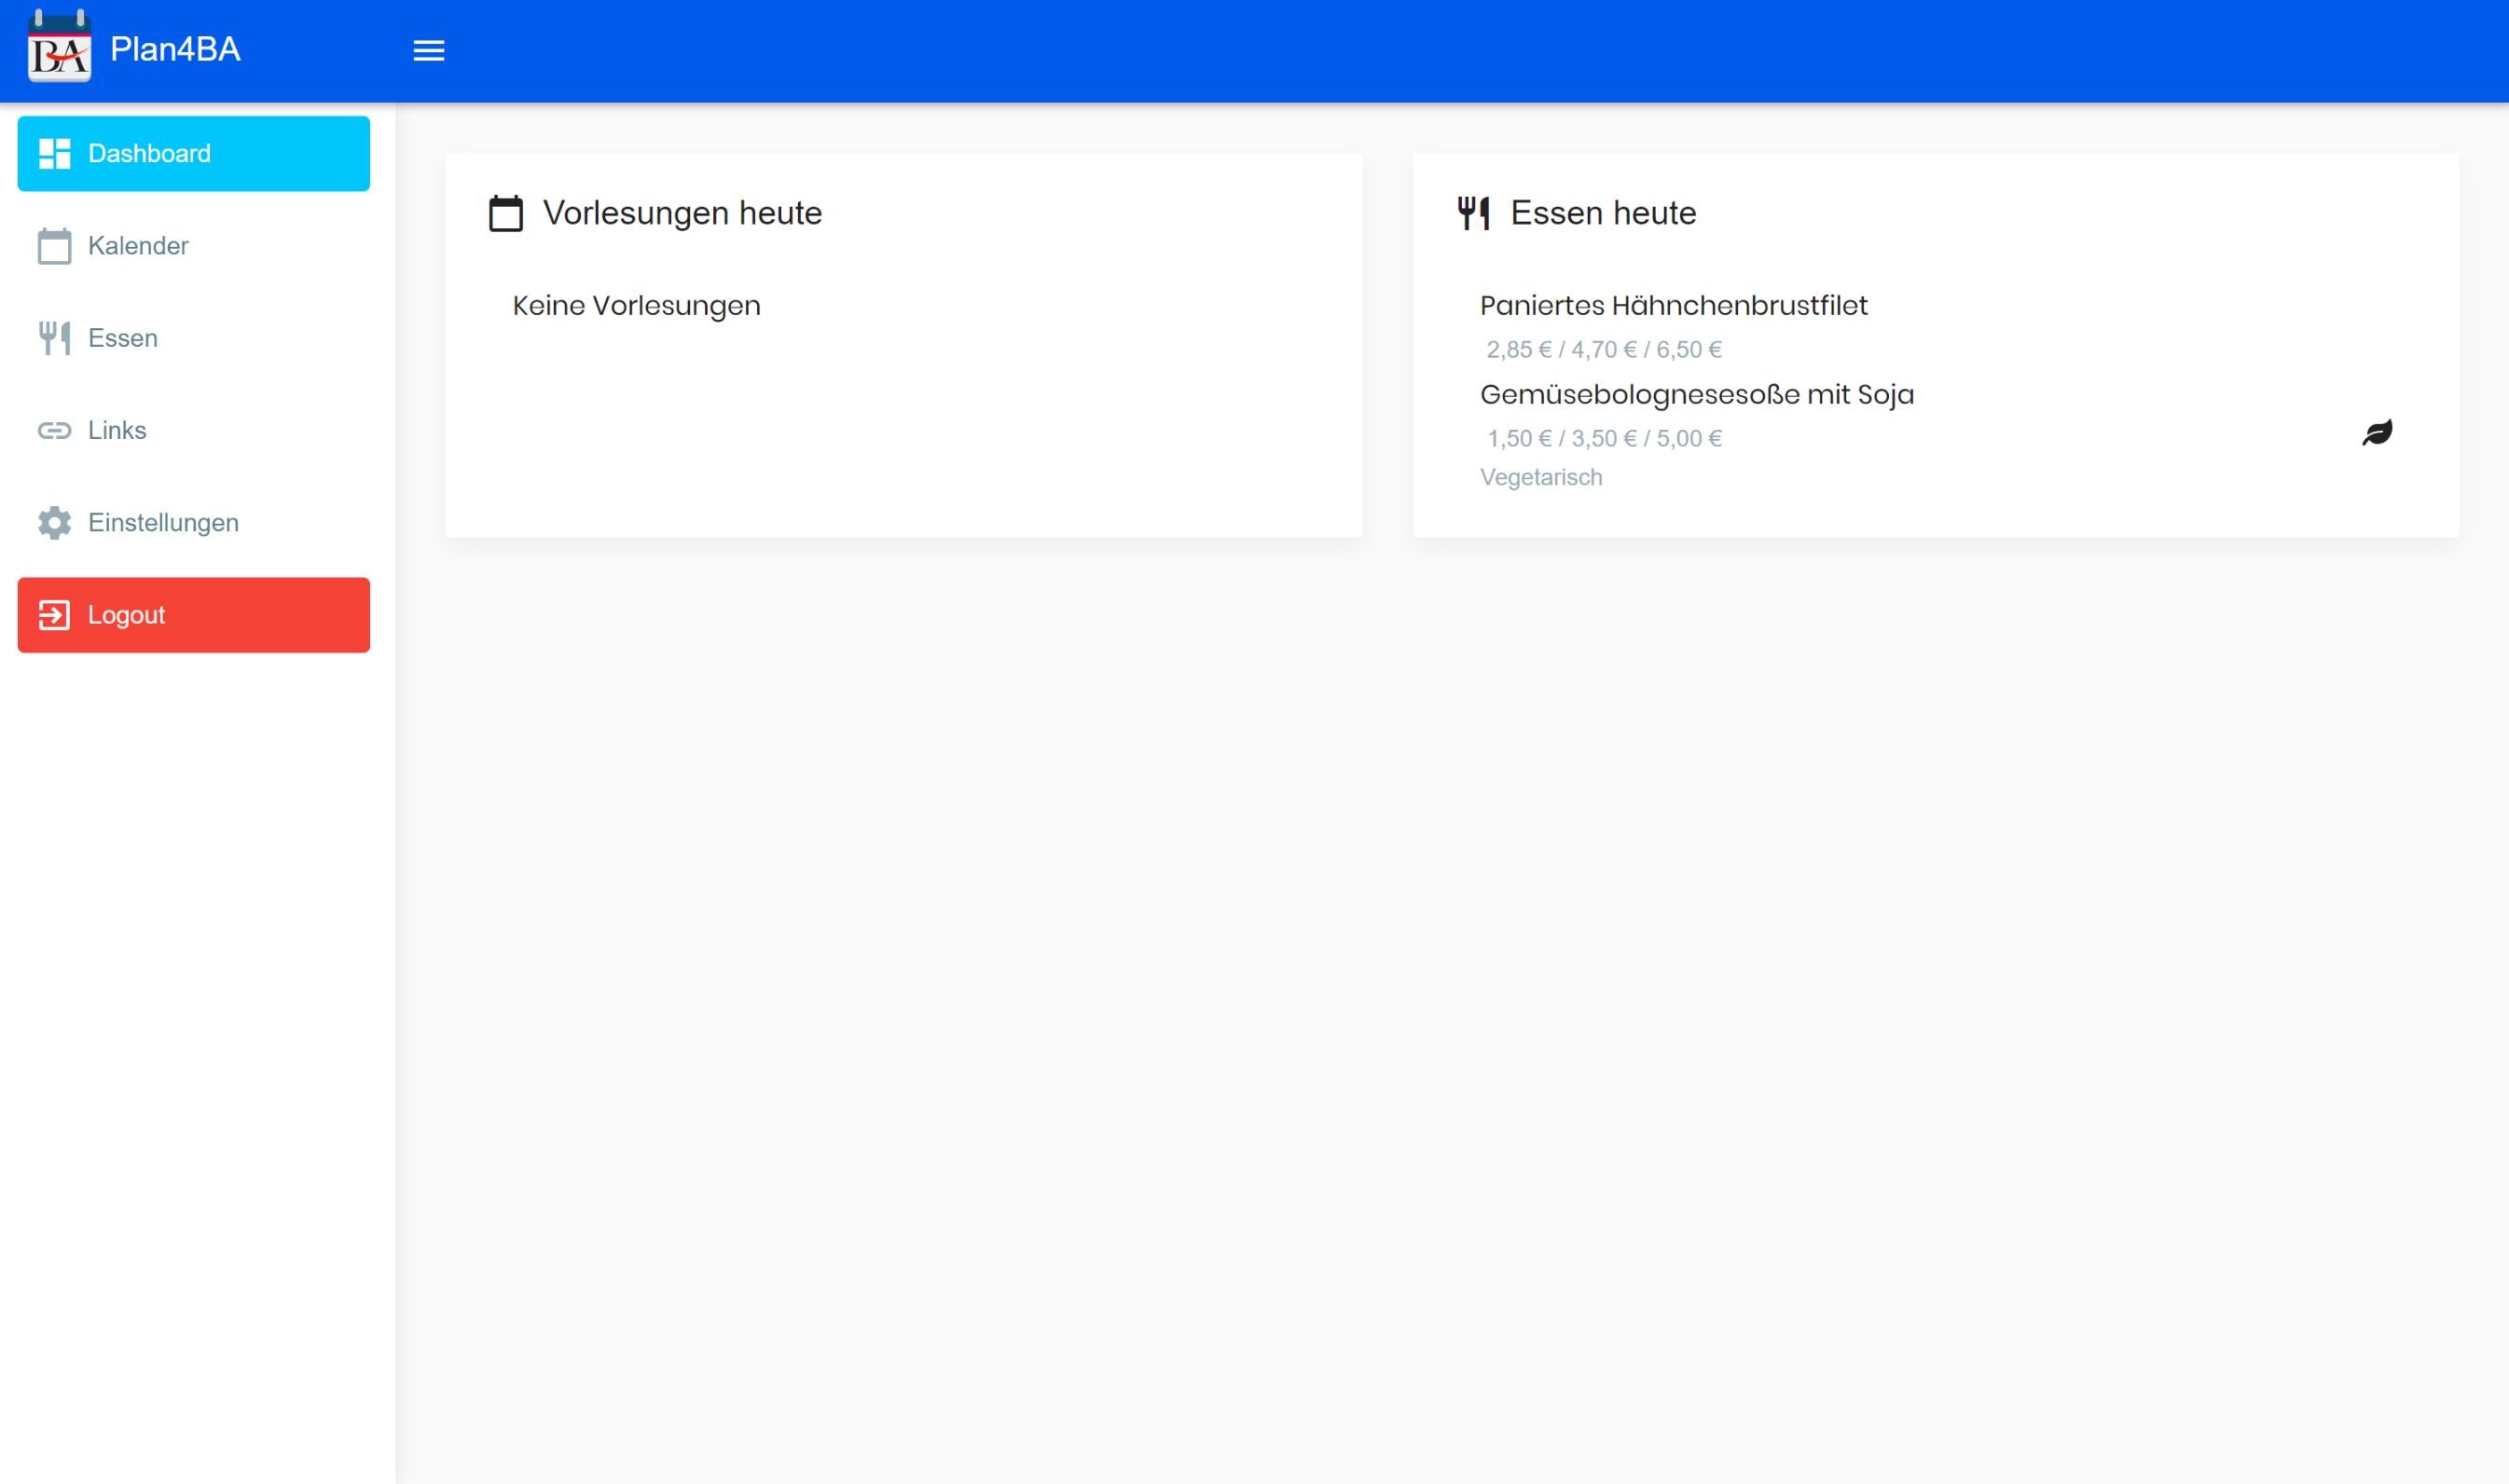 BA Plan4BA
Dashboard
Kalender
Essen
Links
Einstellungen
Logout
Vorlesungen heute
Keine Vorlesungen
Essen heute
Paniertes Hähnchenbrustfilet
2,85 € / 4,70 € / 6,50 €
Gemüsebolognesesoße mit Soja
1,50 € / 3,50 € / 5,00 €
Vegetarisch